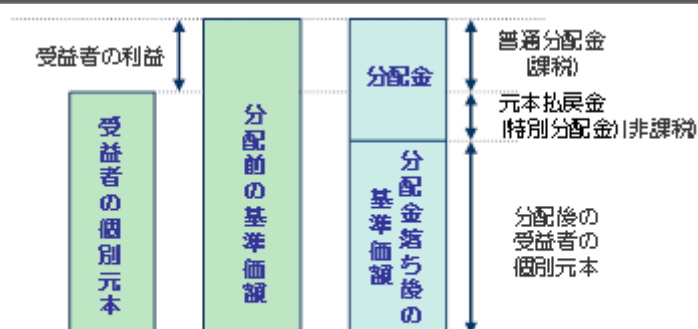 受益者の利益
受益者の個別元本
分配前の基準価額
分配金
分配金落ち後の
基準価額
普通分配金
(課税)
元本払戻金
(特別分配金)(非課税)
分配後の
受益者の
個別元本